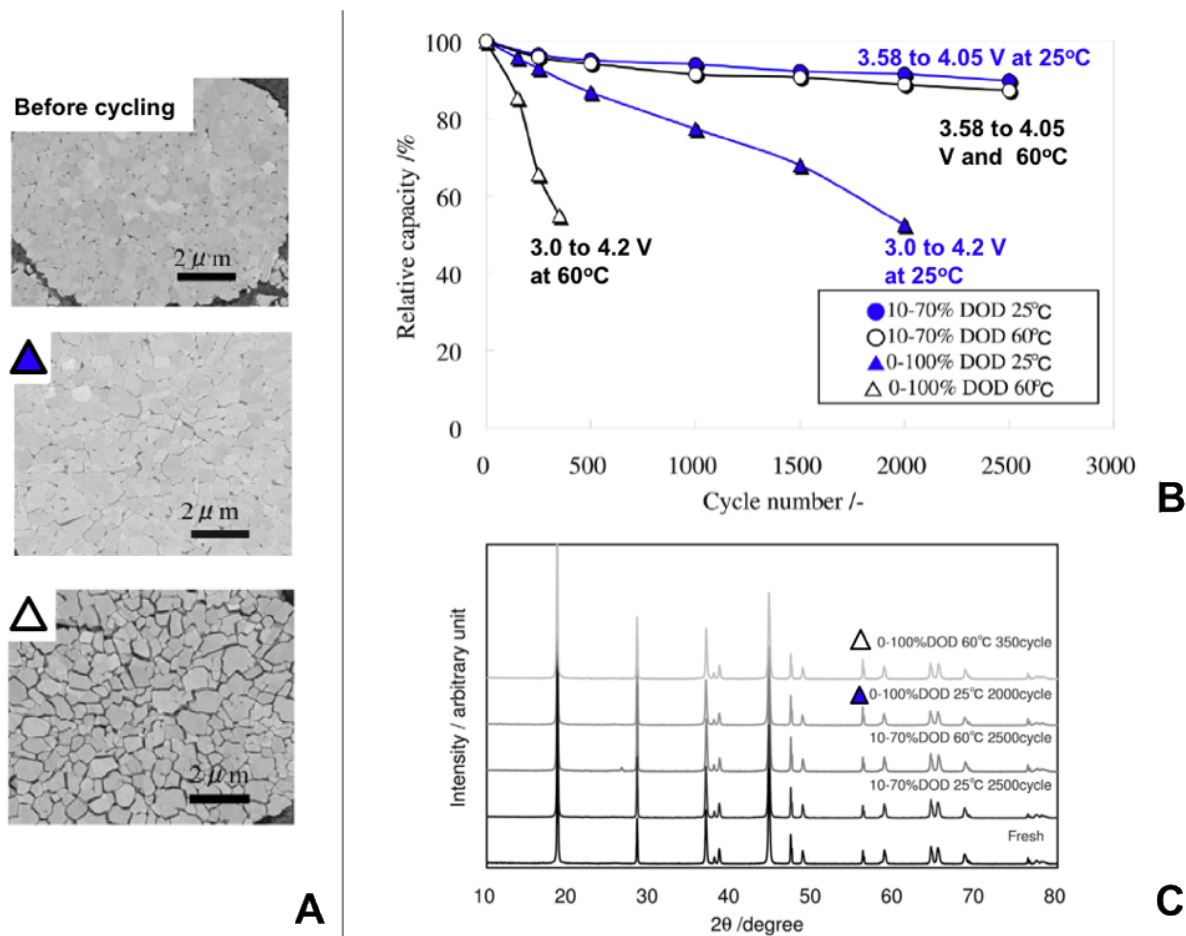 Before cycling
2 μm
2 μm
2 μm
A
Relative capacity /%
100
80
60
40
20
0
3.58 to 4.05 V at 25°C
3.58 to 4.05
V and 60°C
3.0 to 4.2 V
at 60°C
3.0 to 4.2 V
at 25°C
10-70% DOD 25℃
10-70% DOD 60℃
0-100% DOD 25℃
0-100% DOD 60℃
0 500 1000 1500 2000 2500 3000
Cycle number /-
B
Intensity / arbitrary unit
0-100%DOD 60℃ 350cycle
0-100%DOD 25℃ 2000cycle
10-70%DOD 60℃ 2500cycle
10-70%DOD 25℃ 2500cycle
Fresh
10 20 30 40 50 60 70 80
2θ /degree
C